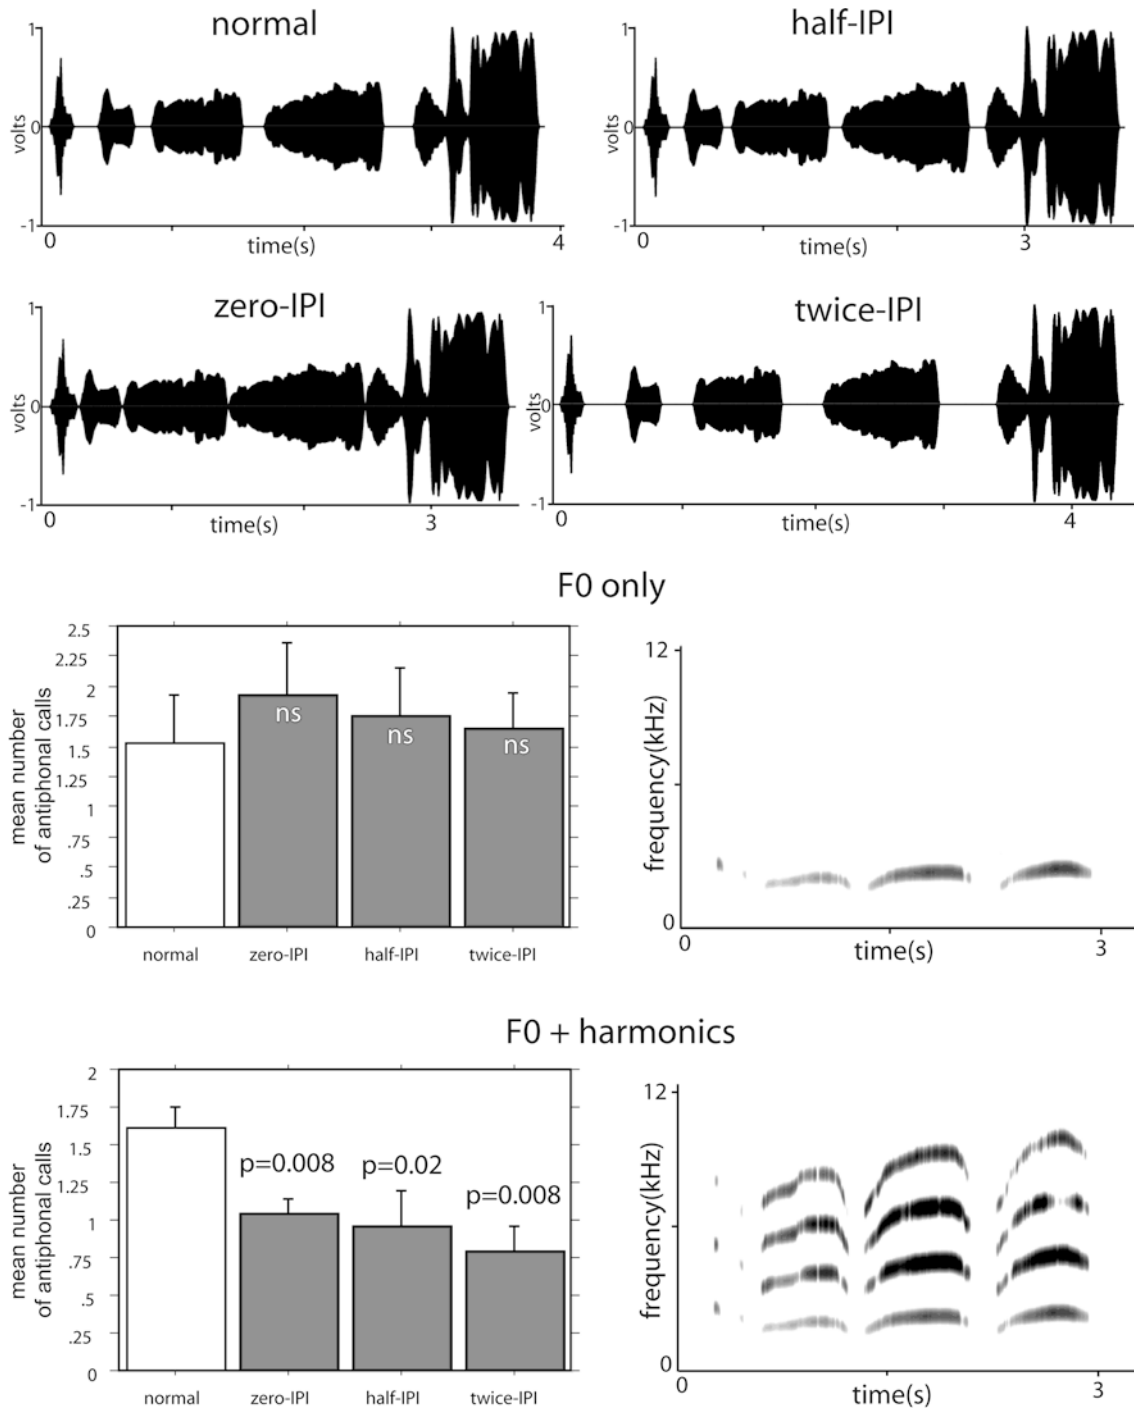 normal
half-IPI
1
volts
0
-1
0
time(s)
4
1
volts
0
-1
0
time(s)
3
zero-IPI
twice-IPI
1
volts
0
-1
0
time(s)
3
1
volts
0
-1
0
time(s)
4
F0 only
mean number
of antiphonal calls
2.5
2.25
2
1.75
1.5
1.25
1
.75
.5
.25
0
ns
ns
ns
normal zero-IPI half-IPI twice-IPI
frequency(kHz)
12
0
0
time(s)
3
F0 + harmonics
mean number
of antiphonal calls
2
1.75
1.5
1.25
1
0.75
.5
.25
0
p=0.008
p=0.02
p=0.008
normal zero-IPI half-IPI twice-IPI
frequency(kHz)
12
0
0
time(s)
3